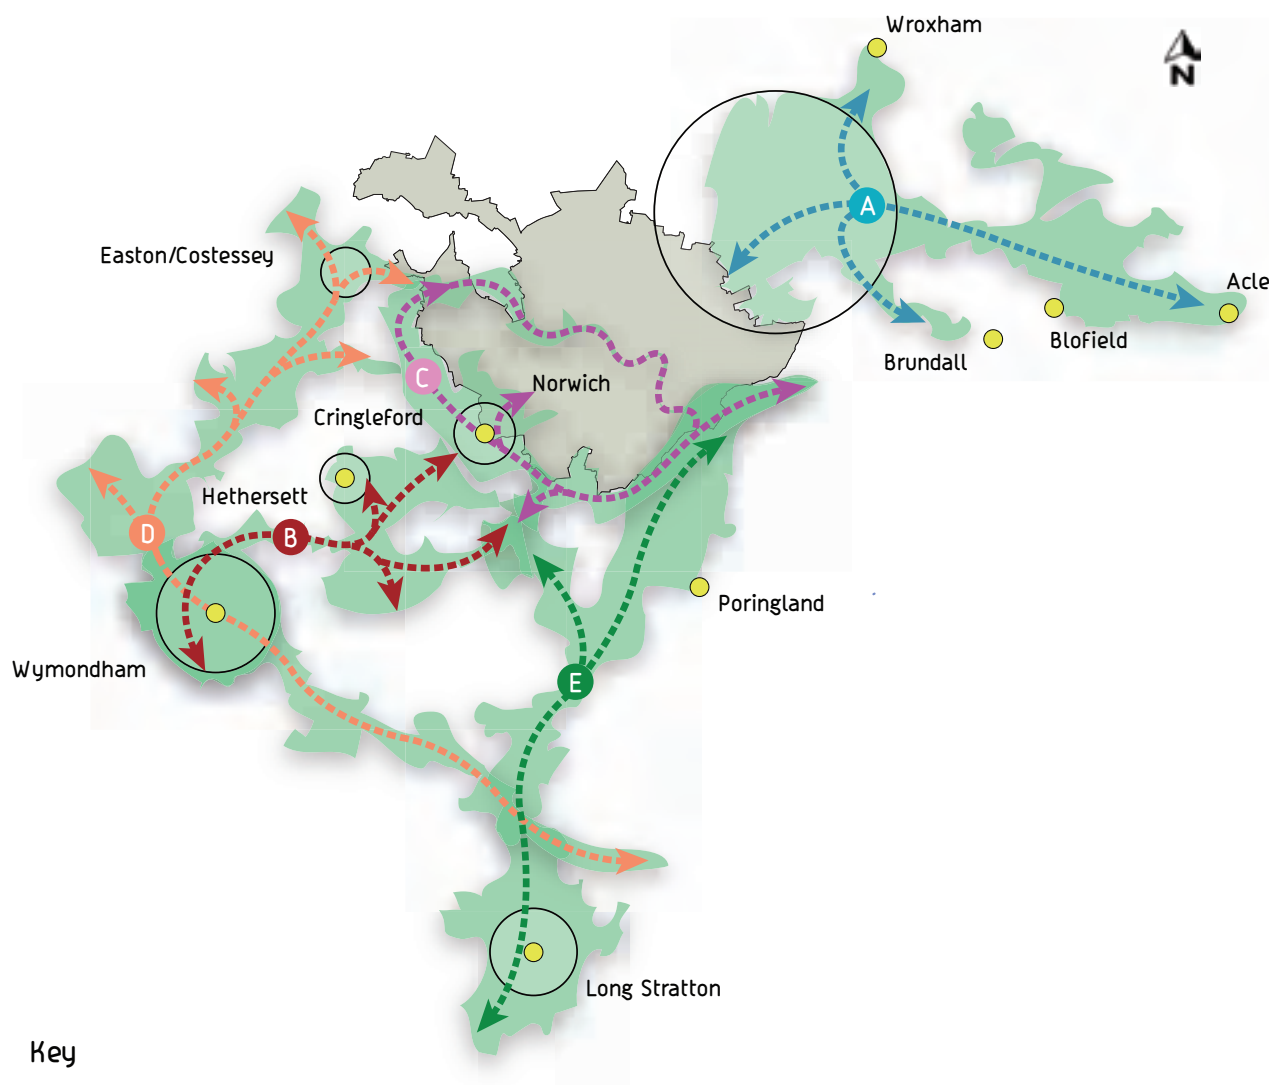 Wroxham
N
A
Easton/Costessey
Acle
Blofield
Brundall
C
Norwich
Cringleford
Hethersett
D
B
Poringland
Wymondham
E
Long Stratton
Key